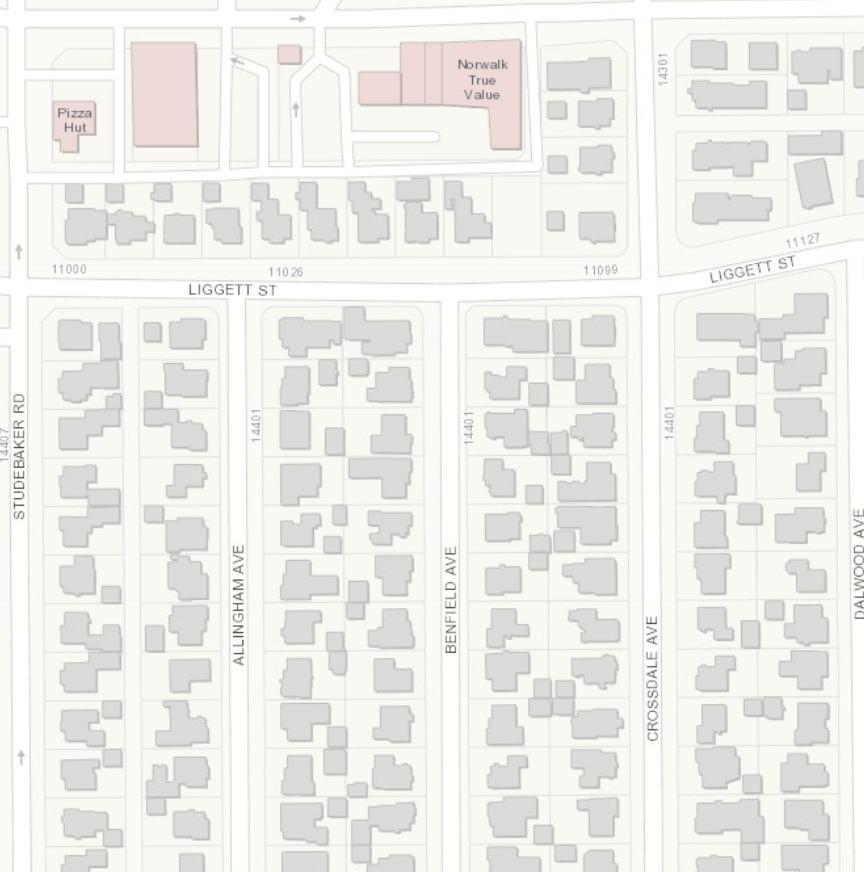 Norwalk
True
Value
14301
Pizza
Hut
11127
11000
11026
11099
LIGGETT ST
LIGGETT ST
14407
STUDEBAKER RD
14401
14401
14401
ALLINGHAM AVE
BENFIELD AVE
CROSSDALE AVE
DALWOOD AVE